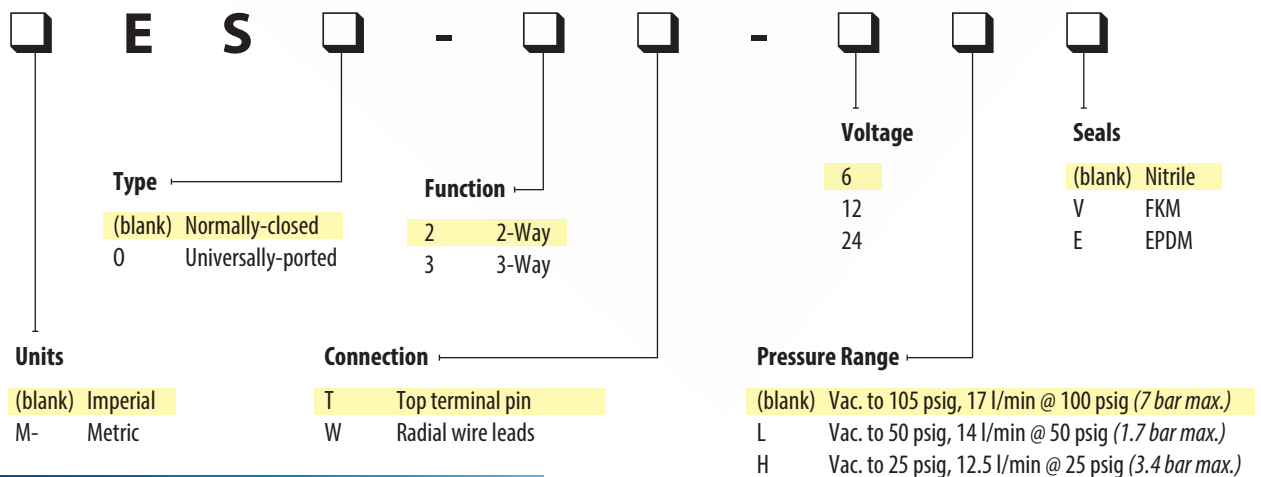 E S - -
Voltage
6
12
24
Seals
(blank) Nitrile
V FKM
E EPDM
Type
(blank) Normally-closed
O Universally-ported
Function
2 2-Way
3 3-Way
Units
(blank) Imperial
M- Metric
Connection
T Top terminal pin
W Radial wire leads
Pressure Range
(blank) Vac. to 105 psig, 17 l/min @ 100 psig (7 bar max.)
L Vac. to 50 psig, 14 l/min @ 50 psig (1.7 bar max.)
H Vac. to 25 psig, 12.5 l/min @ 25 psig (3.4 bar max.)